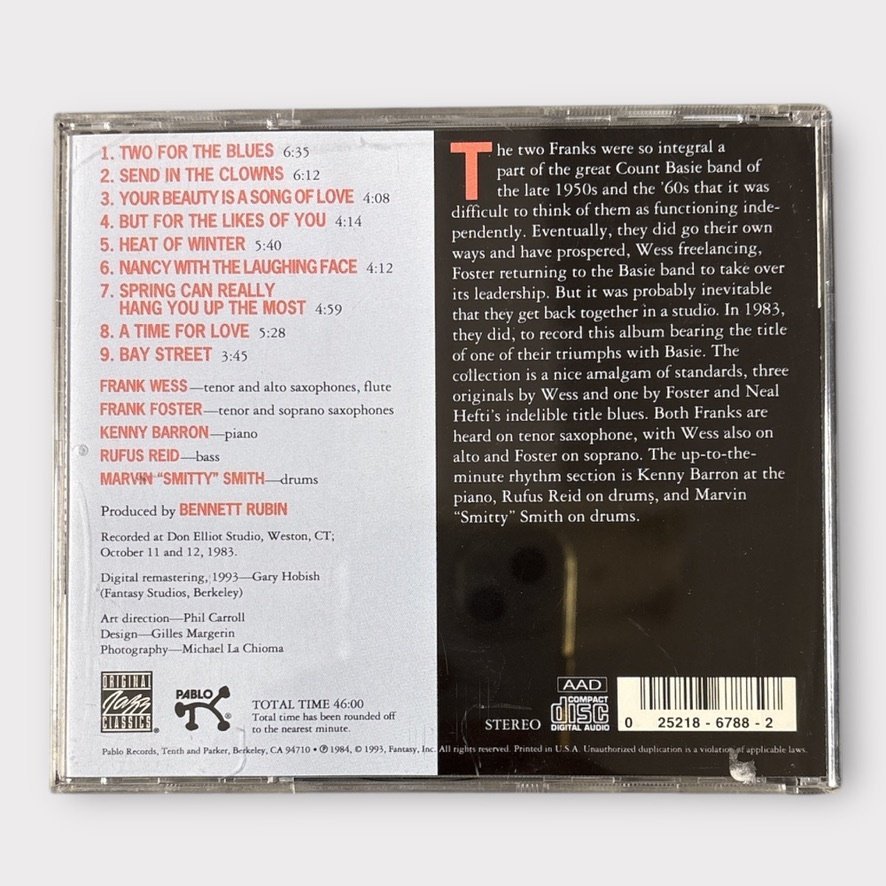 1. TWO FOR THE BLUES 6:35
2. SEND IN THE CLOWNS 6:12
3. YOUR BEAUTY IS A SONG OF LOVE 4:08
4. BUT FOR THE LIKES OF YOU 4:14
5. HEAT OF WINTER 5:40
6. NANCY WITH THE LAUGHING FACE 4:12
7. SPRING CAN REALLY
HANG YOU UP THE MOST 4:59
8. A TIME FOR LOVE 5:28
9. BAY STREET 3:45
FRANK WESS—tenor and alto saxophones, flute
FRANK FOSTER—tenor and soprano saxophones
KENNY BARRON—piano
RUFUS REID—bass
MARVIN “SMITTY” SMITH—drums
Produced by BENNETT RUBIN
Recorded at Don Elliot Studio, Weston, CT;
October 11 and 12, 1983.
Digital remastering, 1993—Gary Hobish
(Fantasy Studios, Berkeley)
Art direction—Phil Carroll
Design—Gilles Margerin
Photography—Michael La Chioma
ORIGINAL
Jazz
CLASSICS
PABLO
®
TOTAL TIME 46:00
Total time has been rounded off
to the nearest minute.
The two Franks were so integral a
part of the great Count Basie band of
the late 1950s and the ’60s that it was
difficult to think of them as functioning inde-
pendently. Eventually, they did go their own
ways and have prospered, Wess freelancing,
Foster returning to the Basie band to take over
its leadership. But it was probably inevitable
that they get back together in a studio. In 1983,
they did, to record this album bearing the title
of one of their triumphs with Basie. The
collection is a nice amalgam of standards, three
originals by Wess and one by Foster and Neal
Hefti’s indelible title blues. Both Franks are
heard on tenor saxophone, with Wess also on
alto and Foster on soprano. The up-to-the-
minute rhythm section is Kenny Barron at the
piano, Rufus Reid on drums, and Marvin
“Smitty” Smith on drums.
STEREO
AAD
COMPACT
disc
DIGITAL AUDIO
0 25218-6788-2
Pablo Records, Tenth and Parker, Berkeley, CA 94710 • ℗ 1984, © 1993, Fantasy, Inc. All rights reserved. Printed in U.S.A. Unauthorized duplication is a violation of applicable laws.